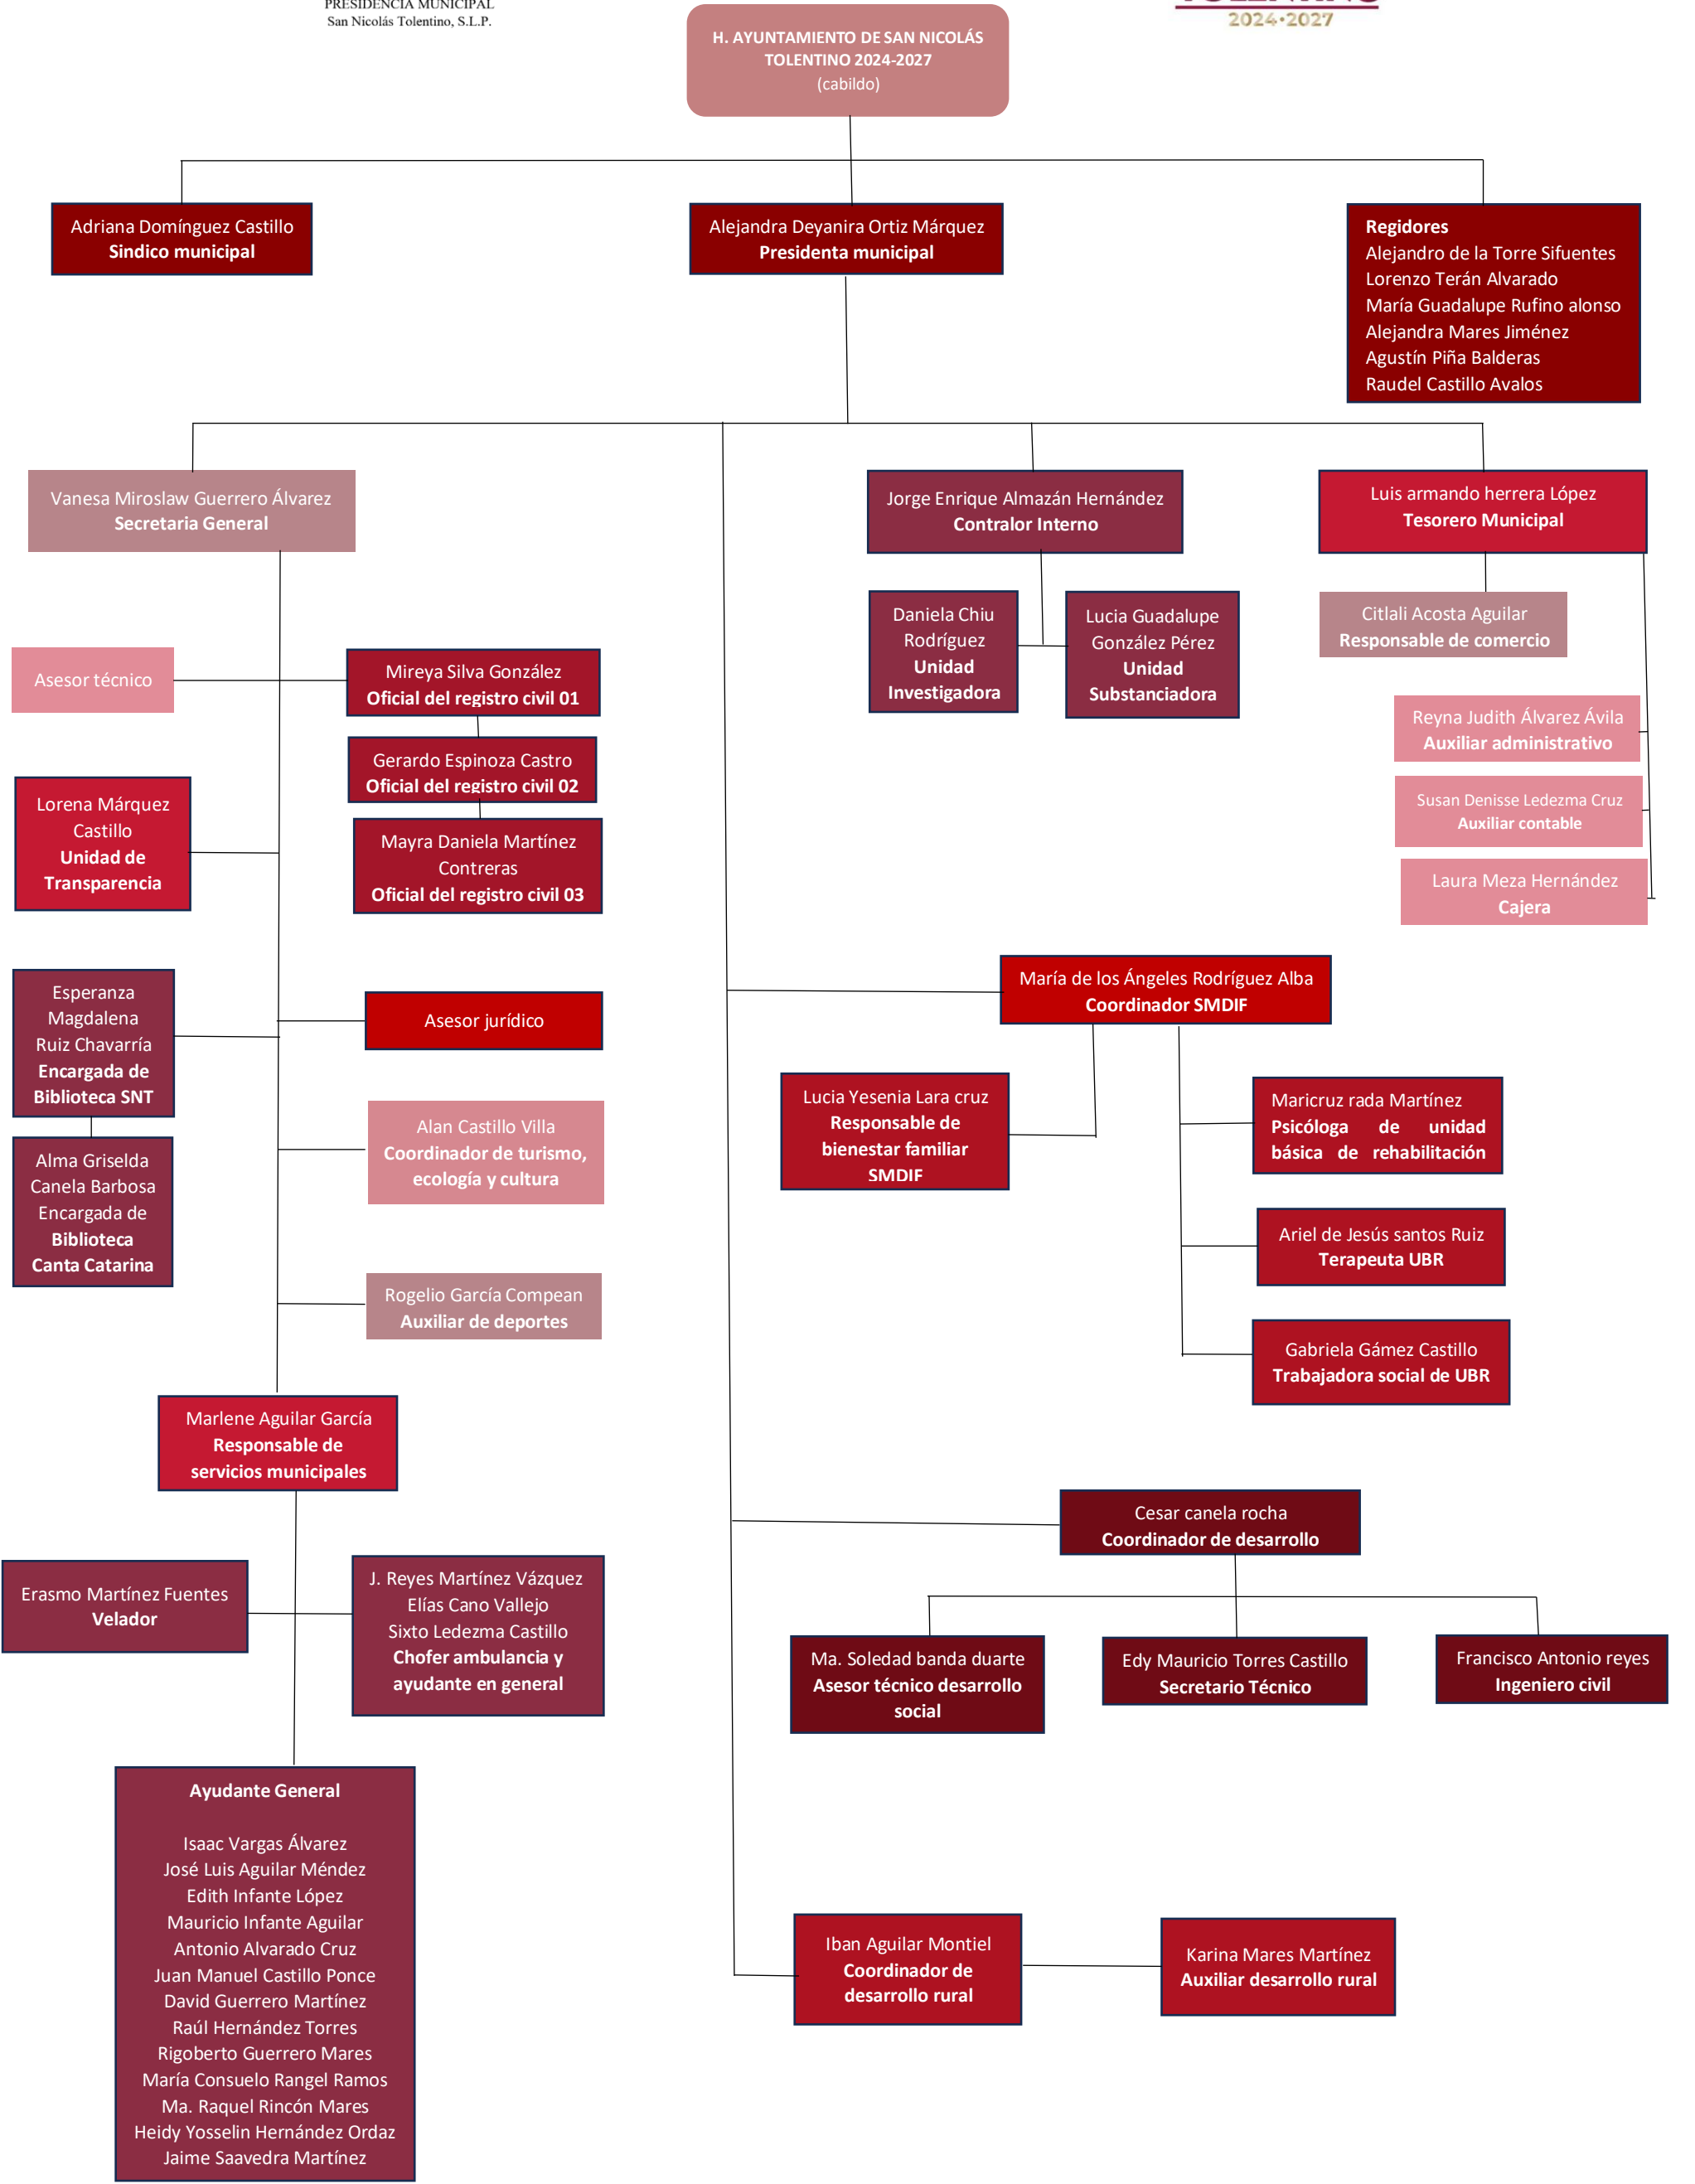 PRESIDENCIA MUNICIPAL
San Nicolás Tolentino, S.L.P.
TOLENTINO
2024•2027
H. AYUNTAMIENTO DE SAN NICOLÁS
TOLENTINO 2024-2027
(cabildo)
Adriana Domínguez Castillo
Sindico municipal
Alejandra Deyanira Ortiz Márquez
Presidenta municipal
Regidores
Alejandro de la Torre Sifuentes
Lorenzo Terán Alvarado
María Guadalupe Rufino alonso
Alejandra Mares Jiménez
Agustín Piña Balderas
Raudel Castillo Avalos
Vanesa Miroslaw Guerrero Álvarez
Secretaria General
Jorge Enrique Almazán Hernández
Contralor Interno
Luis armando herrera López
Tesorero Municipal
Daniela Chiu
Rodríguez
Unidad
Investigadora
Lucia Guadalupe
González Pérez
Unidad
Substanciadora
Citlali Acosta Aguilar
Responsable de comercio
Asesor técnico
Mireya Silva González
Oficial del registro civil 01
Reyna Judith Álvarez Ávila
Auxiliar administrativo
Gerardo Espinoza Castro
Oficial del registro civil 02
Lorena Márquez
Castillo
Unidad de
Transparencia
Susan Denisse Ledezma Cruz
Auxiliar contable
Mayra Daniela Martínez
Contreras
Oficial del registro civil 03
Laura Meza Hernández
Cajera
Esperanza
Magdalena
Ruiz Chavarría
Encargada de
Biblioteca SNT
Asesor jurídico
María de los Ángeles Rodríguez Alba
Coordinador SMDIF
Alma Griselda
Canela Barbosa
Encargada de
Biblioteca
Canta Catarina
Alan Castillo Villa
Coordinador de turismo,
ecología y cultura
Lucia Yesenia Lara cruz
Responsable de
bienestar familiar
SMDIF
Maricruz rada Martínez
Psicóloga de unidad
básica de rehabilitación
Ariel de Jesús santos Ruiz
Terapeuta UBR
Rogelio García Compean
Auxiliar de deportes
Gabriela Gámez Castillo
Trabajadora social de UBR
Marlene Aguilar García
Responsable de
servicios municipales
Cesar canela rocha
Coordinador de desarrollo
Erasmo Martínez Fuentes
Velador
J. Reyes Martínez Vázquez
Elías Cano Vallejo
Sixto Ledezma Castillo
Chofer ambulancia y
ayudante en general
Ma. Soledad banda duarte
Asesor técnico desarrollo
social
Edy Mauricio Torres Castillo
Secretario Técnico
Francisco Antonio reyes
Ingeniero civil
Ayudante General
Isaac Vargas Álvarez
José Luis Aguilar Méndez
Edith Infante López
Mauricio Infante Aguilar
Antonio Alvarado Cruz
Juan Manuel Castillo Ponce
David Guerrero Martínez
Raúl Hernández Torres
Rigoberto Guerrero Mares
María Consuelo Rangel Ramos
Ma. Raquel Rincón Mares
Heidy Yosselin Hernández Ordaz
Jaime Saavedra Martínez
Iban Aguilar Montiel
Coordinador de
desarrollo rural
Karina Mares Martínez
Auxiliar desarrollo rural